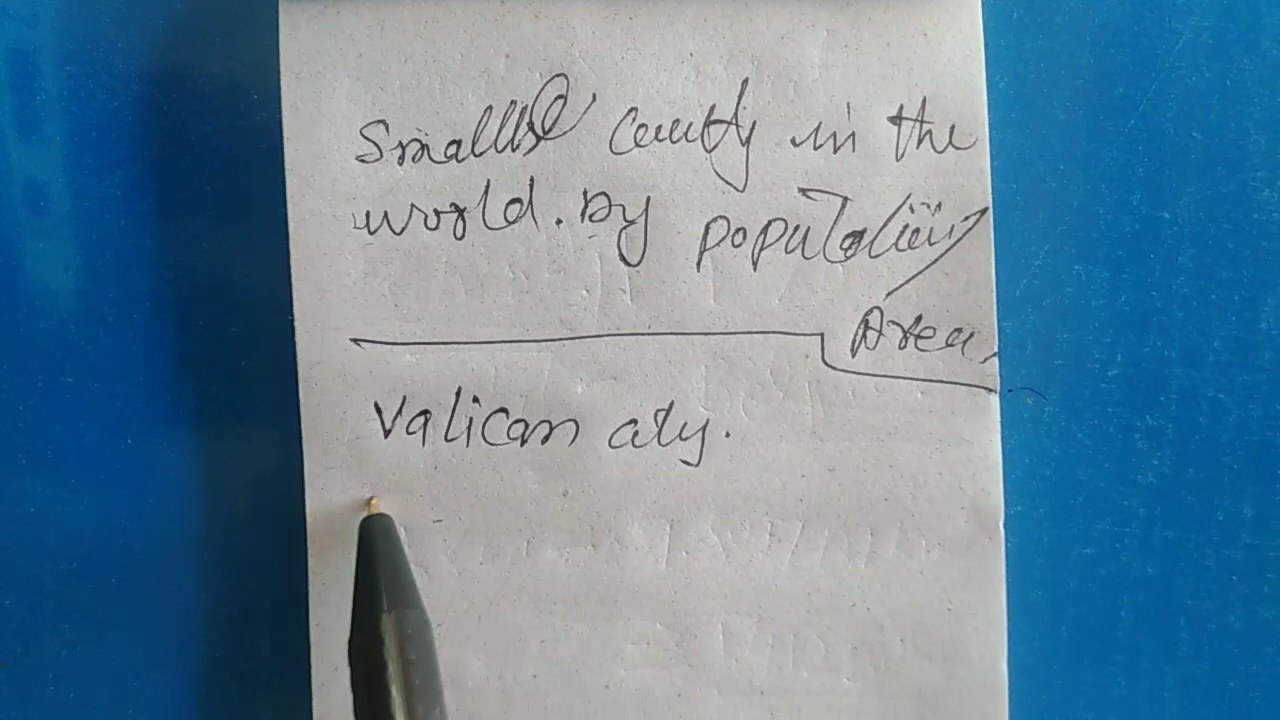 Smallest country in the
world. By population
Area,
Vatican city.